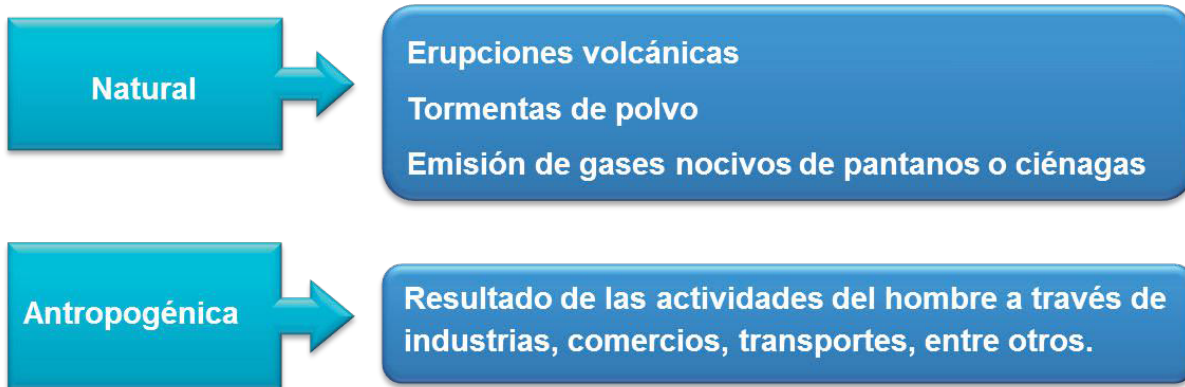 Natural
Erupciones volcánicas
Tormentas de polvo
Emisión de gases nocivos de pantanos o ciénagas
Antropogénica
Resultado de las actividades del hombre a través de
industrias, comercios, transportes, entre otros.